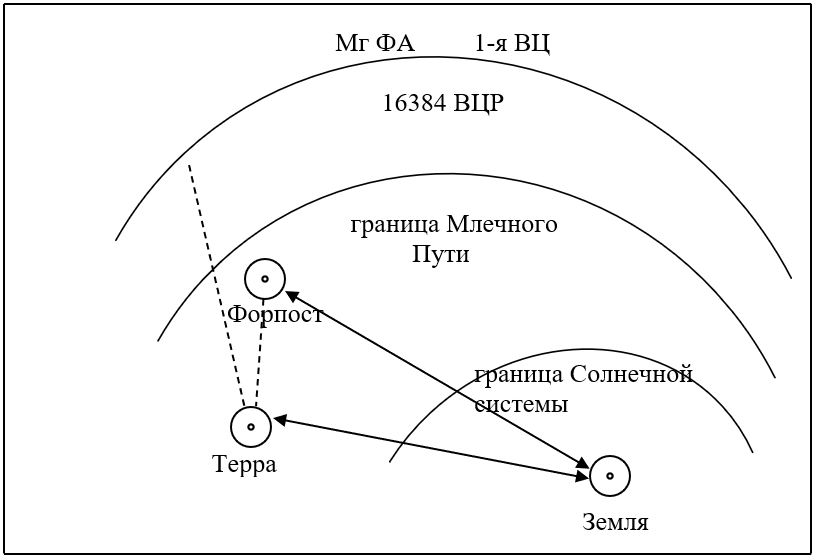 Мг ФА 1-я ВЦ
16384 ВЦР
граница Млечного
Пути
Форпост
граница Солнечной
системы
Терра
Земля